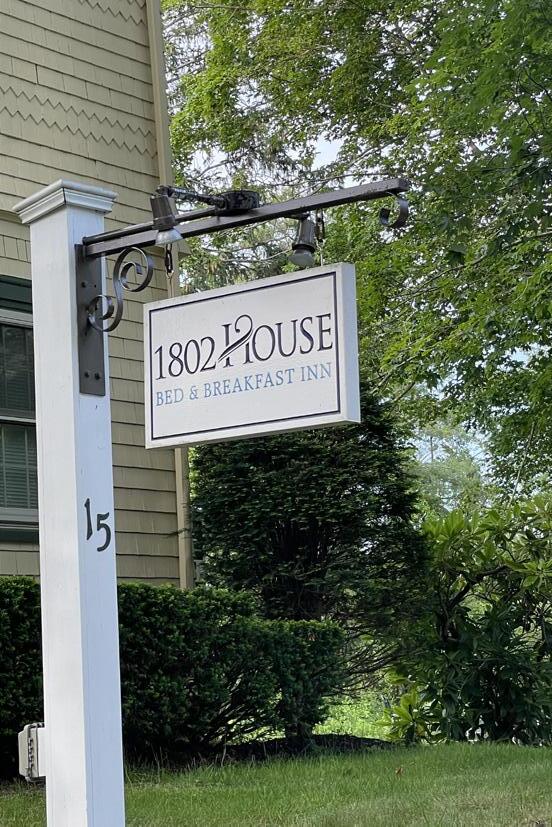 1802 HOUSE
BED & BREAKFAST INN
15